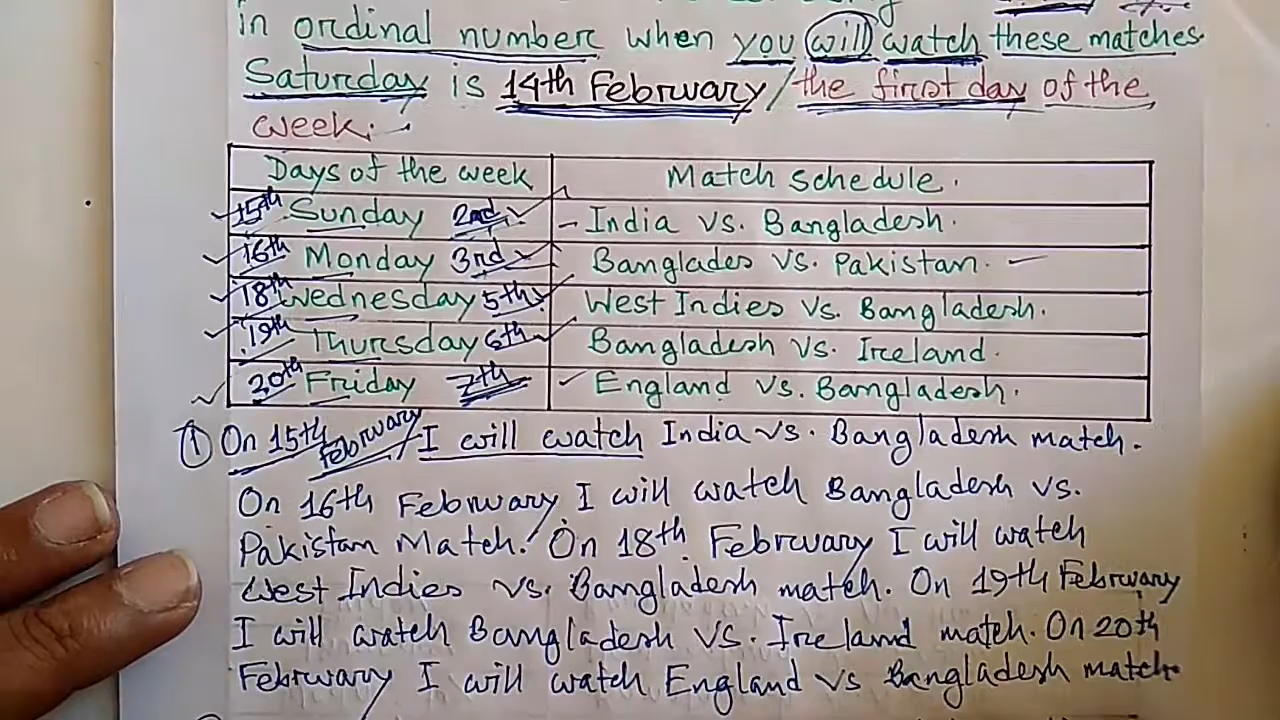 in ordinal number when you will watch these matches.
Saturday is 14th February/the first day of the
week.
Days of the week Match schedule.
15th Sunday 2nd India vs. Bangladesh.
16th Monday 3rd Banglades vs. Pakistan.
18th Wednesday 5th West Indies vs. Bangladesh.
19th Thursday 6th Bangladesh vs. Ireland.
20th Friday 7th England vs. Bangladesh.
1 On 15th February I will watch India vs. Bangladesh match.
On 16th February I will watch Bangladesh vs.
Pakistan Match. On 18th February I will watch
West Indies vs. Bangladesh match. On 19th February
I will watch Bangladesh vs. Ireland match. On 20th
February I will watch England vs Bangladesh match.